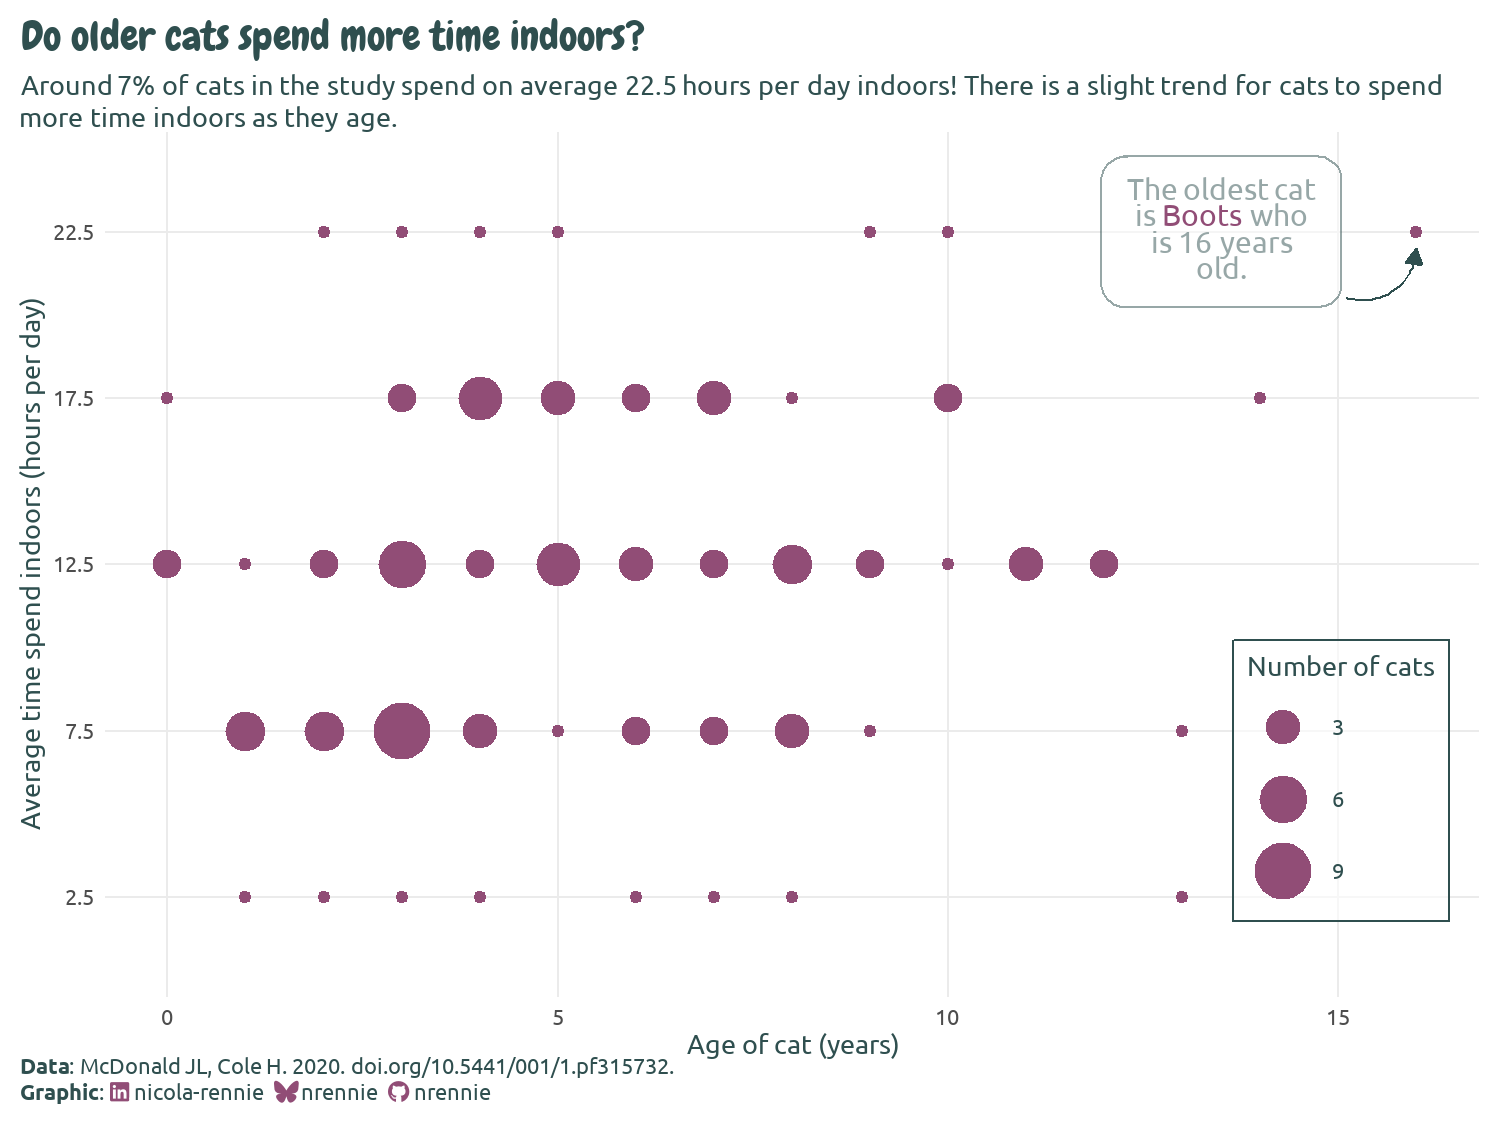 Do older cats spend more time indoors?
Around 7% of cats in the study spend on average 22.5 hours per day indoors! There is a slight trend for cats to spend
more time indoors as they age.
The oldest cat
is Boots who
is 16 years
old.
Average time spend indoors (hours per day)
22.5
17.5
12.5
7.5
2.5
Number of cats
3
6
9
0 5 10 15
Age of cat (years)
Data: McDonald JL, Cole H. 2020. doi.org/10.5441/001/1.pf315732.
Graphic: nicola-rennie nrennie nrennie